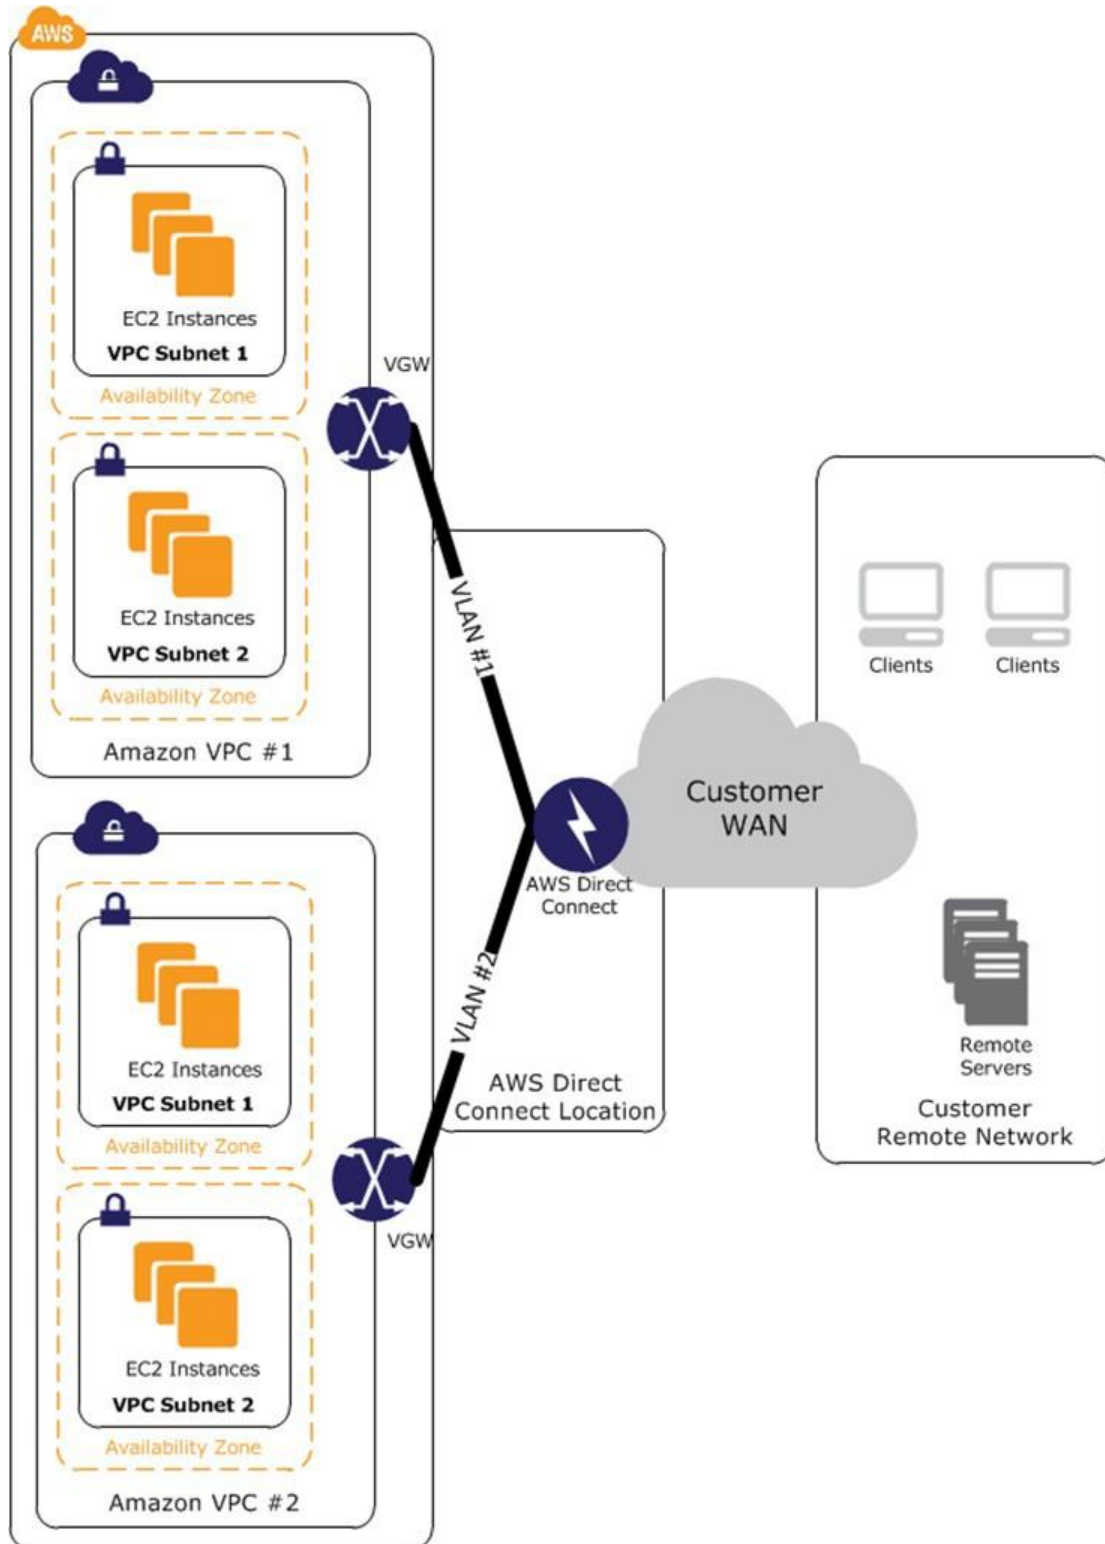 AWS
EC2 Instances
VPC Subnet 1
Availability Zone
VGW
EC2 Instances
VPC Subnet 2
Availability Zone
Amazon VPC #1
VLAN #1
Clients
Clients
Customer
WAN
AWS Direct
Connect
VLAN #2
EC2 Instances
VPC Subnet 1
Availability Zone
AWS Direct
Connect Location
Remote
Servers
Customer
Remote Network
VGW
EC2 Instances
VPC Subnet 2
Availability Zone
Amazon VPC #2